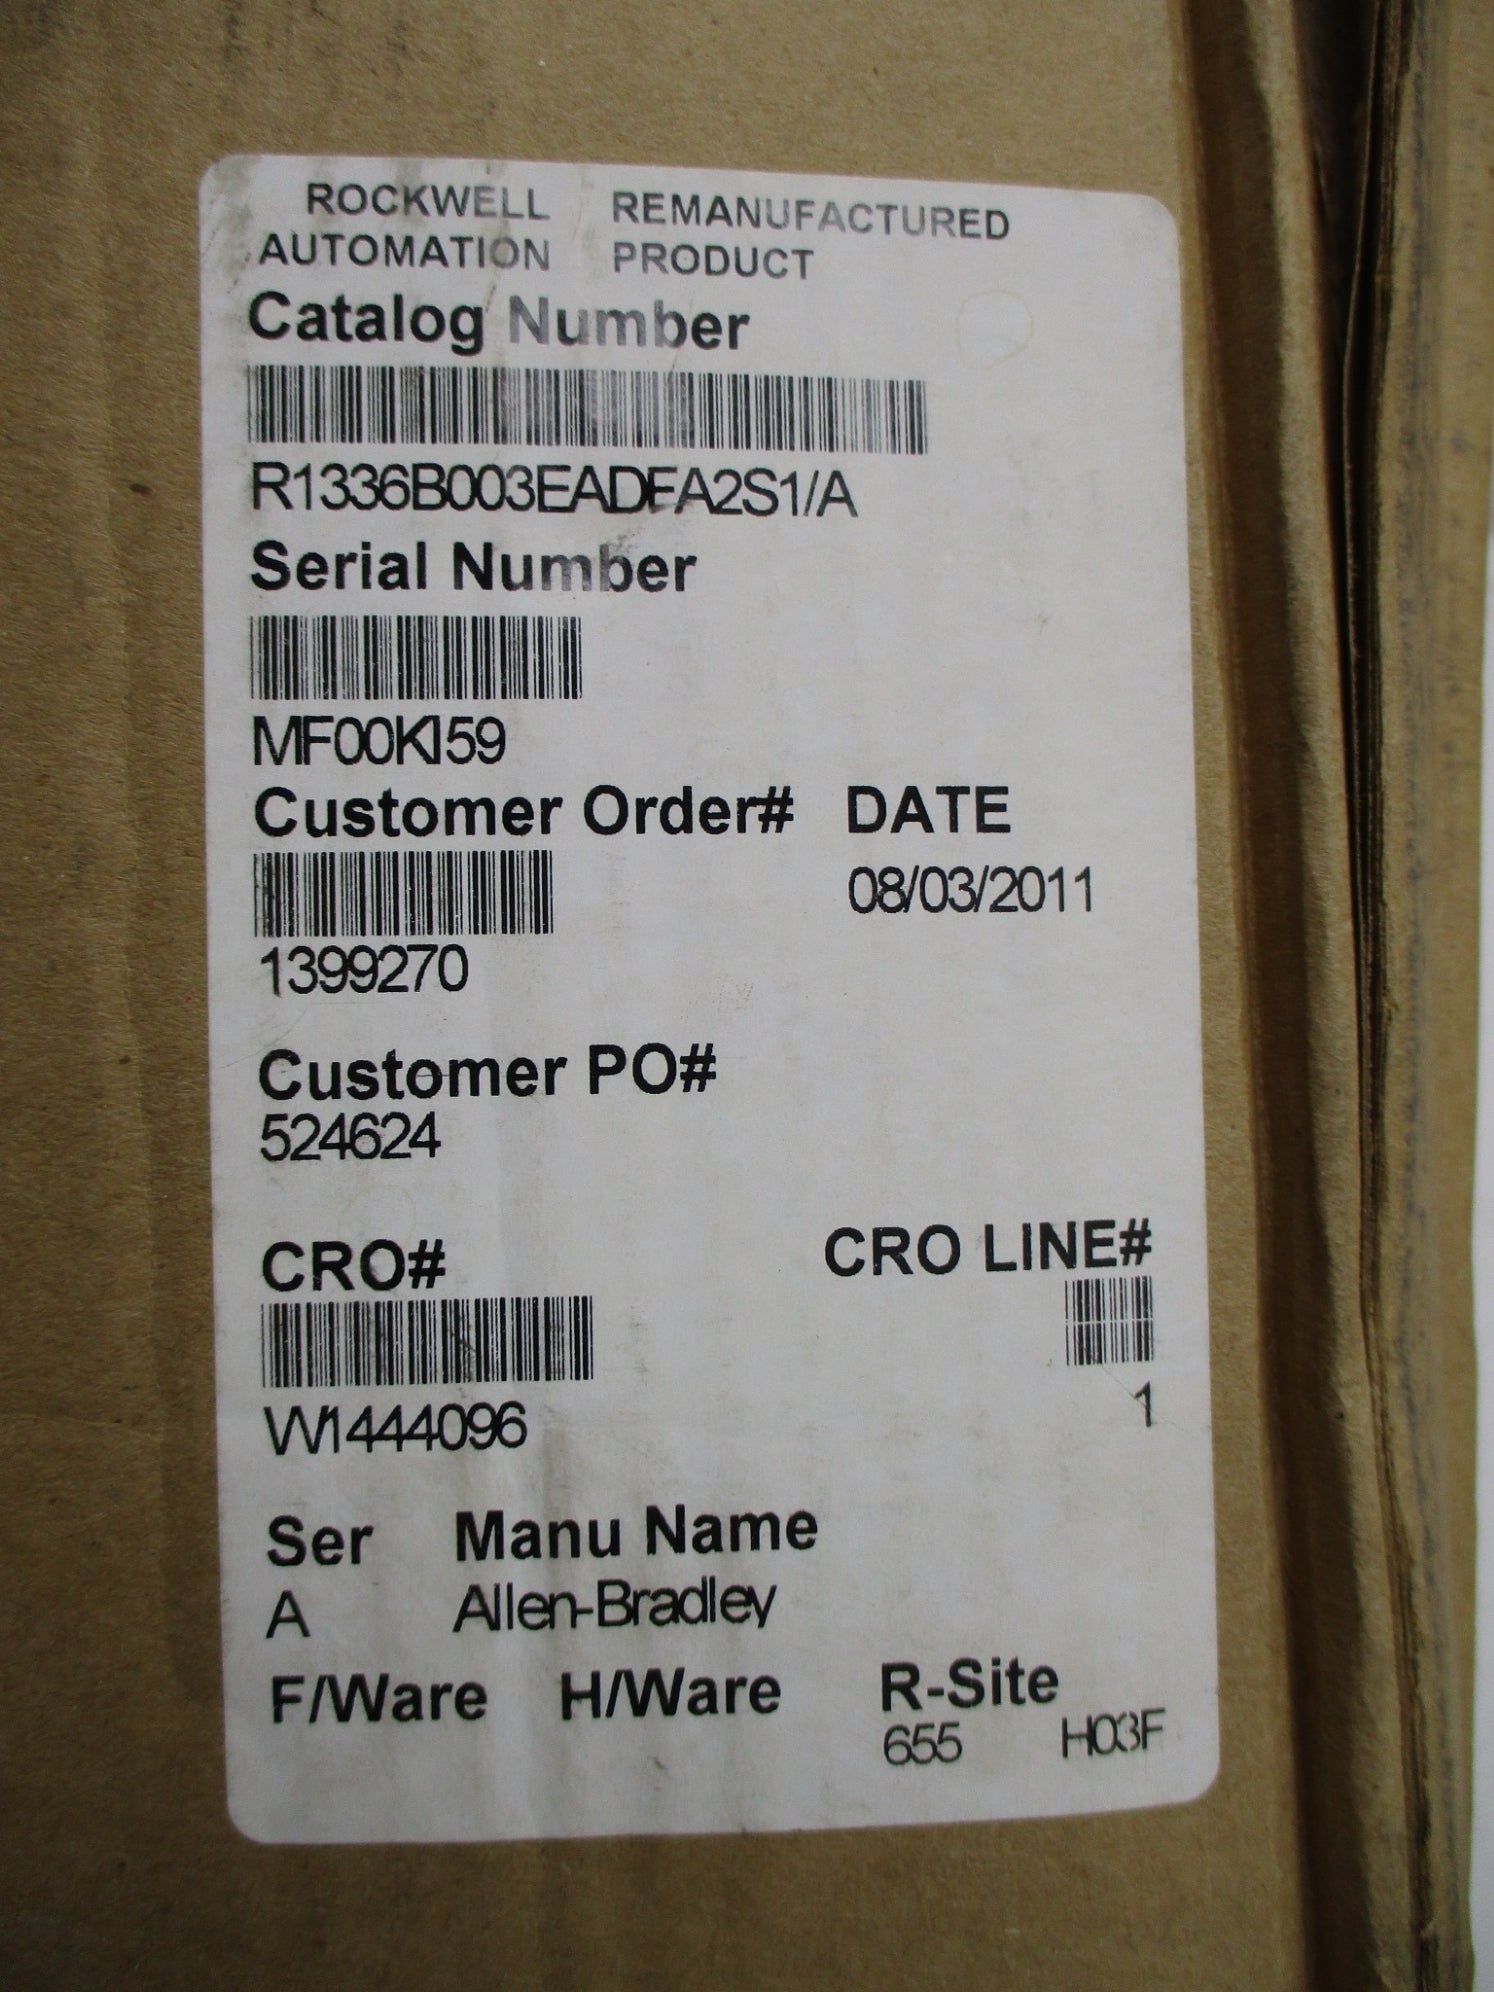 ROCKWELL REMANUFACTURED
AUTOMATION PRODUCT
Catalog Number
R1336B003EADFA2S1/A
Serial Number
MF00KI59
Customer Order# DATE
08/03/2011
1399270
Customer PO#
524624
CRO# CRO LINE#
W1444096 1
Ser Manu Name
A Allen-Bradley
F/Ware H/Ware R-Site
655 H03F